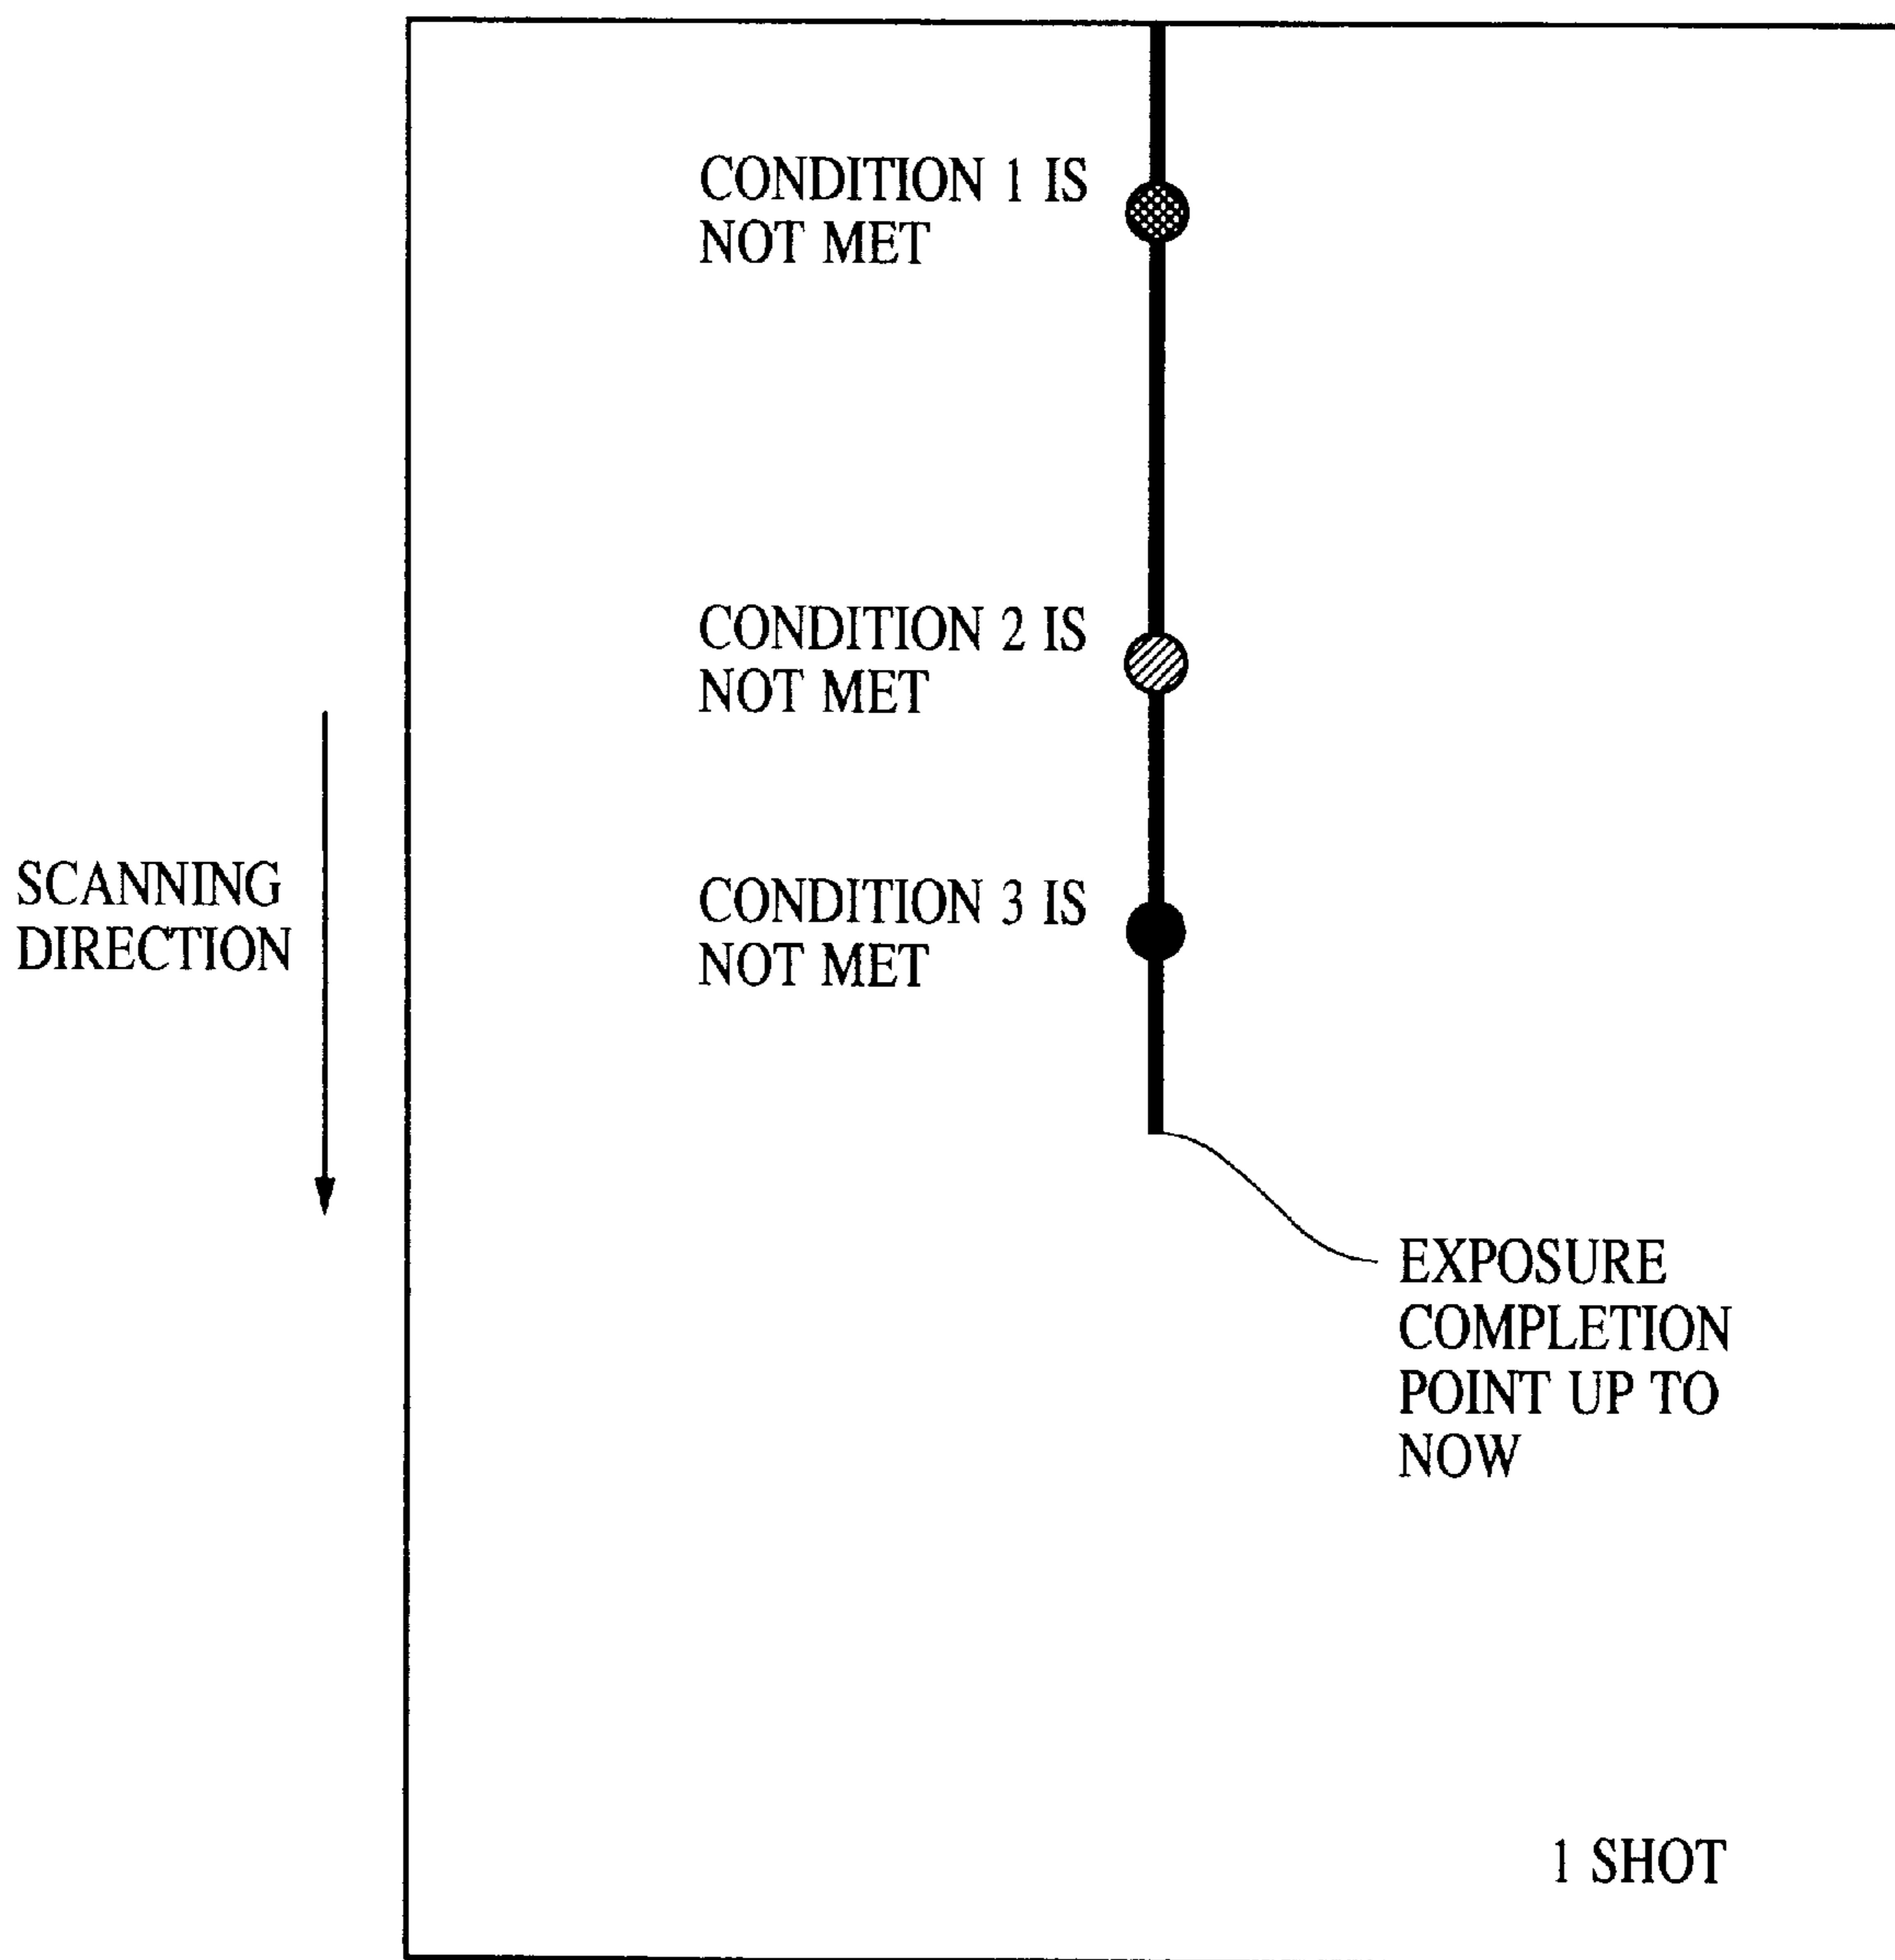 CONDITION 1 IS
NOT MET
CONDITION 2 IS
NOT MET
SCANNING
DIRECTION
CONDITION 3 IS
NOT MET
EXPOSURE
COMPLETION
POINT UP TO
NOW
1 SHOT